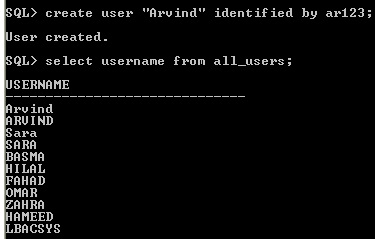 SQL> create user "Arvind" identified by ar123;
User created.
SQL> select username from all_users;
USERNAME
------------------------------
Arvind
ARVIND
Sara
SARA
BASMA
HILAL
FAHAD
OMAR
ZAHRA
HAMEED
LBACSYS